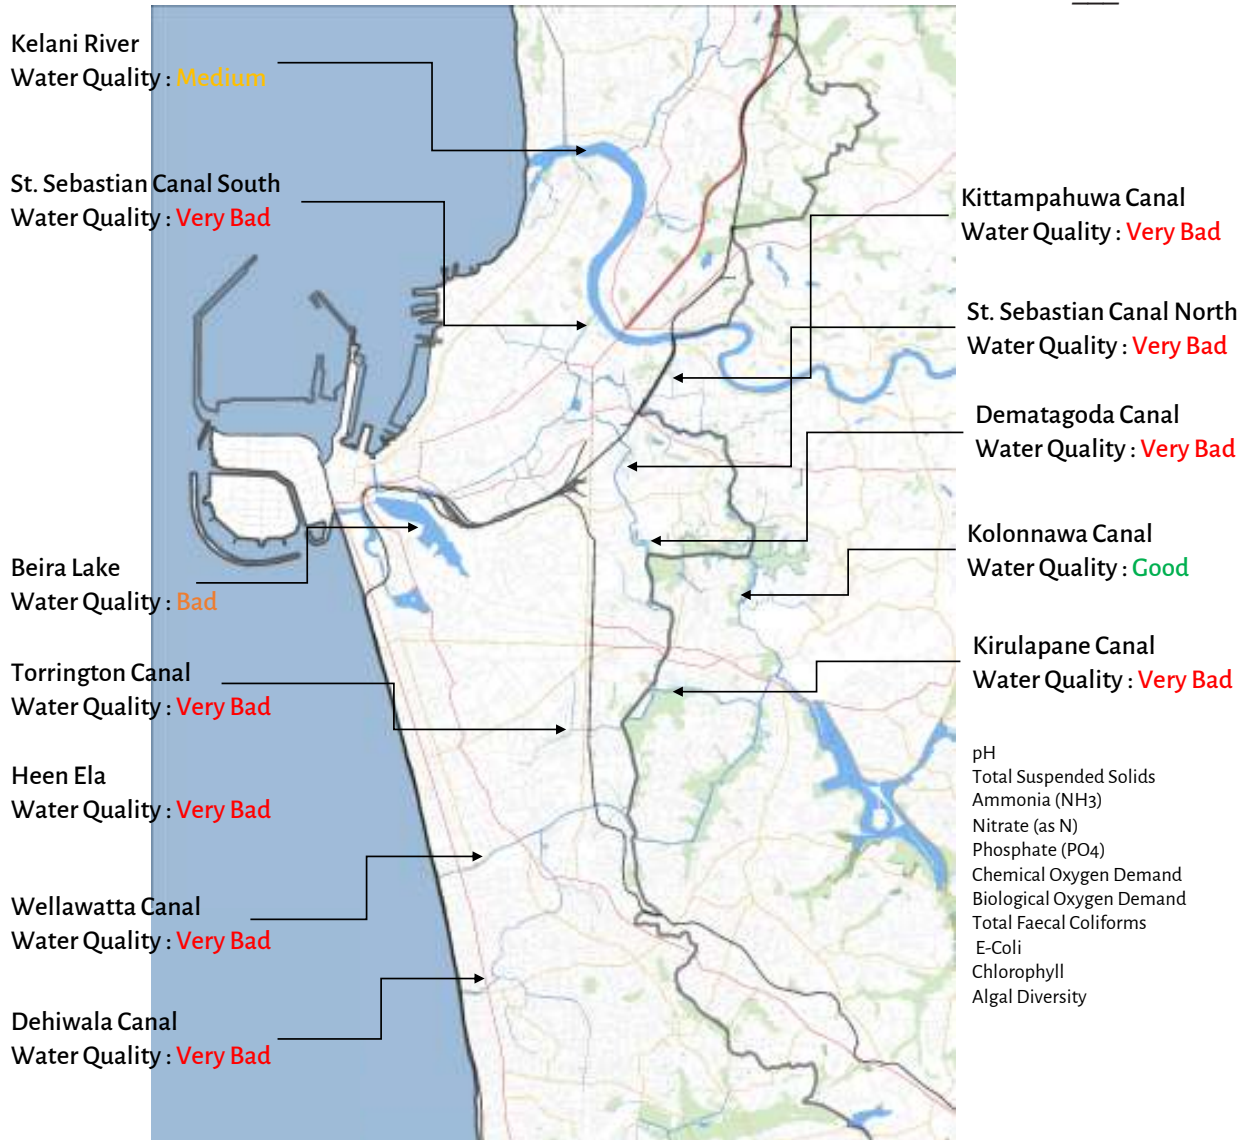 Kelani River
Water Quality : Medium
St. Sebastian Canal South
Water Quality : Very Bad
Beira Lake
Water Quality : Bad
Torrington Canal
Water Quality : Very Bad
Heen Ela
Water Quality : Very Bad
Wellawatta Canal
Water Quality : Very Bad
Dehiwala Canal
Water Quality : Very Bad
Kittampahuwa Canal
Water Quality : Very Bad
St. Sebastian Canal North
Water Quality : Very Bad
Dematagoda Canal
Water Quality : Very Bad
Kolonnawa Canal
Water Quality : Good
Kirulapane Canal
Water Quality : Very Bad
pH
Total Suspended Solids
Ammonia (NH3)
Nitrate (as N)
Phosphate (PO4)
Chemical Oxygen Demand
Biological Oxygen Demand
Total Faecal Coliforms
E-Coli
Chlorophyll
Algal Diversity